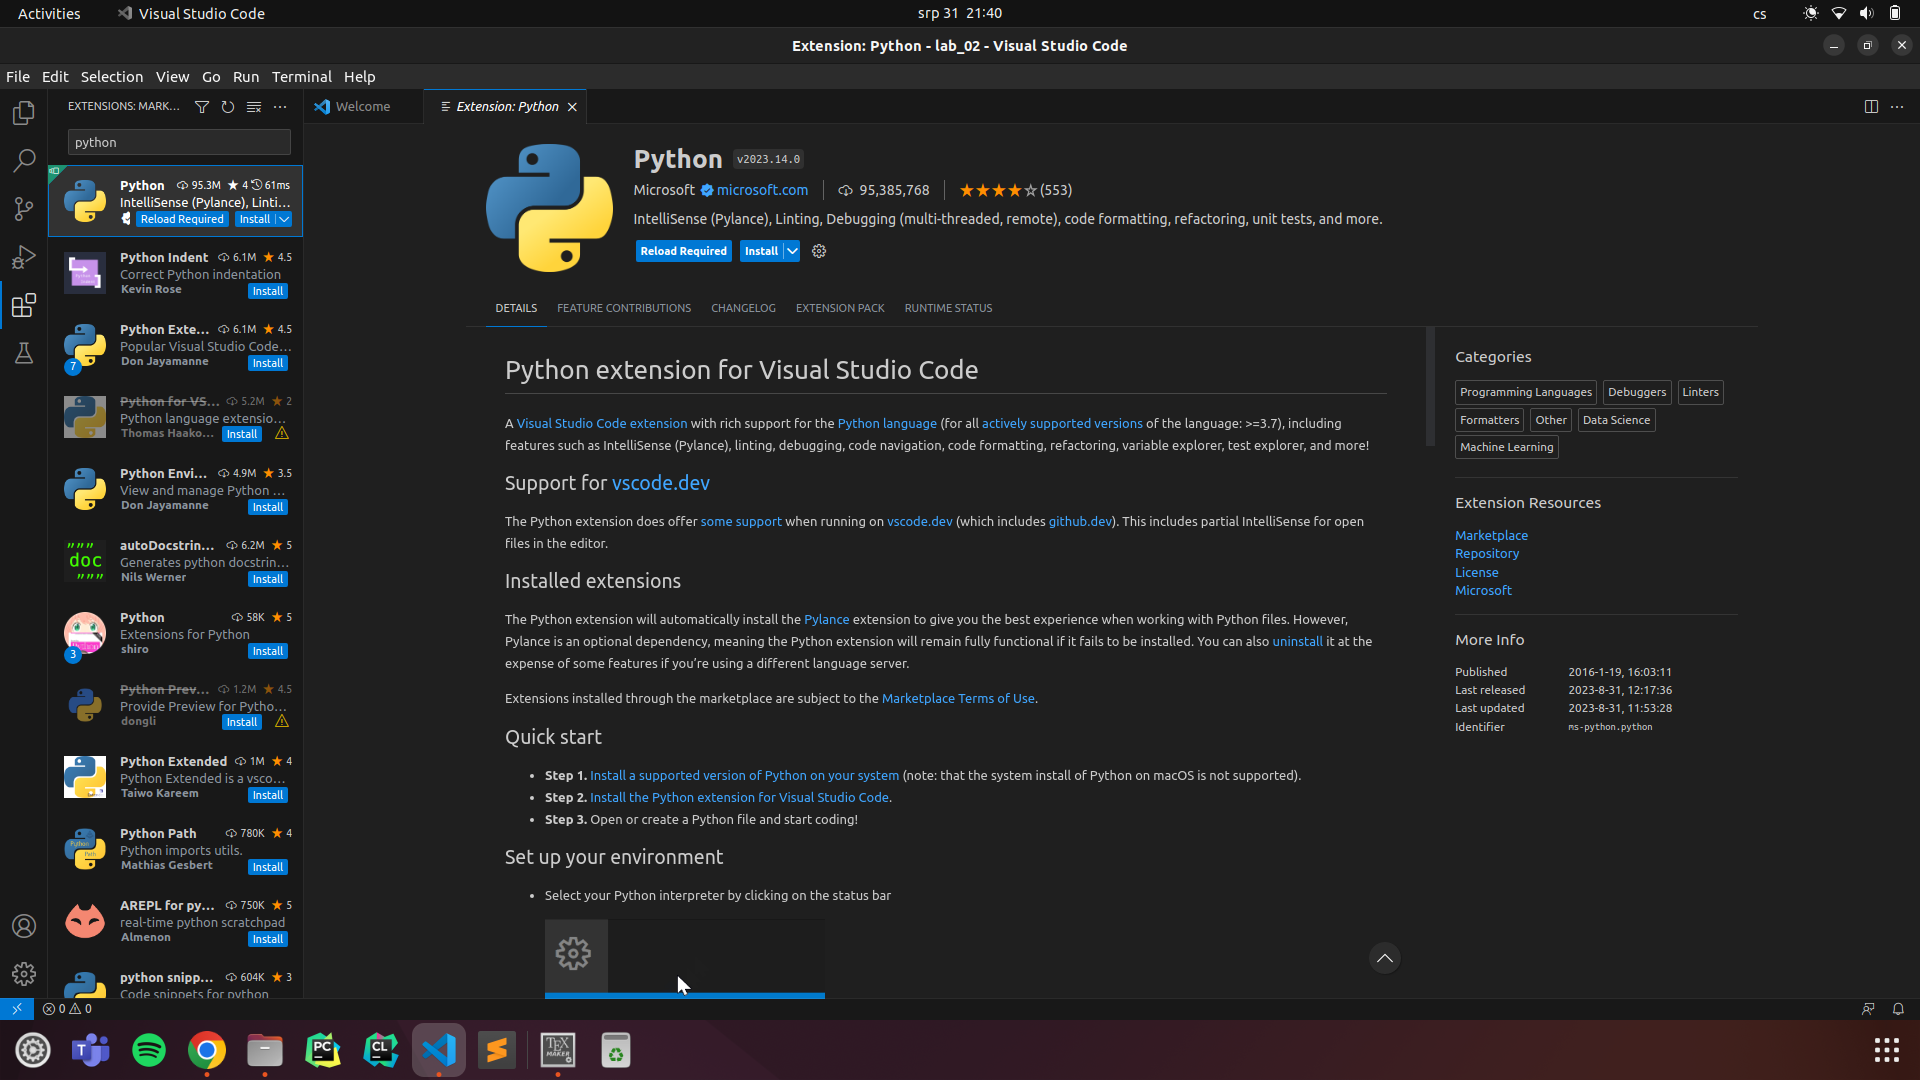 Activities
Visual Studio Code
srp 31 21:40
cs
Extension: Python - lab_02 - Visual Studio Code
File Edit Selection View Go Run Terminal Help
EXTENSIONS: MARK...
Welcome
Extension: Python
python
Python 95.3M 4 61ms
IntelliSense (Pylance), Linti...
Reload Required Install
Python Indent 6.1M 4.5
Correct Python indentation
Kevin Rose Install
Python Exte... 6.1M 4.5
Popular Visual Studio Code...
Don Jayamanne Install
7
Python for VS... 5.2M 2
Python language extensio...
Thomas Haako... Install
Python Envi... 4.9M 3.5
View and manage Python ...
Don Jayamanne Install
autoDocstrin... 6.2M 5
Generates python docstrin...
Nils Werner Install
"""
doc
"""
Python 58K 5
Extensions for Python
shiro Install
3
Python Prev... 1.2M 4.5
Provide Preview for Pytho...
dongli Install
Python Extended 1M 4
Python Extended is a vsco...
Taiwo Kareem Install
Python Path 780K 4
Python imports utils.
Mathias Gesbert Install
AREPL for py... 750K 5
real-time python scratchpad
Almenon Install
python snipp... 604K 3
Code snippets for python
Python v2023.14.0
Microsoft microsoft.com 95,385,768 (553)
IntelliSense (Pylance), Linting, Debugging (multi-threaded, remote), code formatting, refactoring, unit tests, and more.
Reload Required Install
DETAILS FEATURE CONTRIBUTIONS CHANGELOG EXTENSION PACK RUNTIME STATUS
Python extension for Visual Studio Code
A Visual Studio Code extension with rich support for the Python language (for all actively supported versions of the language: >=3.7), including
features such as IntelliSense (Pylance), linting, debugging, code navigation, code formatting, refactoring, variable explorer, test explorer, and more!
Support for vscode.dev
The Python extension does offer some support when running on vscode.dev (which includes github.dev). This includes partial IntelliSense for open
files in the editor.
Installed extensions
The Python extension will automatically install the Pylance extension to give you the best experience when working with Python files. However,
Pylance is an optional dependency, meaning the Python extension will remain fully functional if it fails to be installed. You can also uninstall it at the
expense of some features if you’re using a different language server.
Extensions installed through the marketplace are subject to the Marketplace Terms of Use.
Quick start
• Step 1. Install a supported version of Python on your system (note: that the system install of Python on macOS is not supported).
• Step 2. Install the Python extension for Visual Studio Code.
• Step 3. Open or create a Python file and start coding!
Set up your environment
• Select your Python interpreter by clicking on the status bar
Categories
Programming Languages Debuggers Linters
Formatters Other Data Science
Machine Learning
Extension Resources
Marketplace
Repository
License
Microsoft
More Info
Published 2016-1-19, 16:03:11
Last released 2023-8-31, 12:17:36
Last updated 2023-8-31, 11:53:28
Identifier ms-python.python
0 0
T
PC
CL
TEX
MAKER